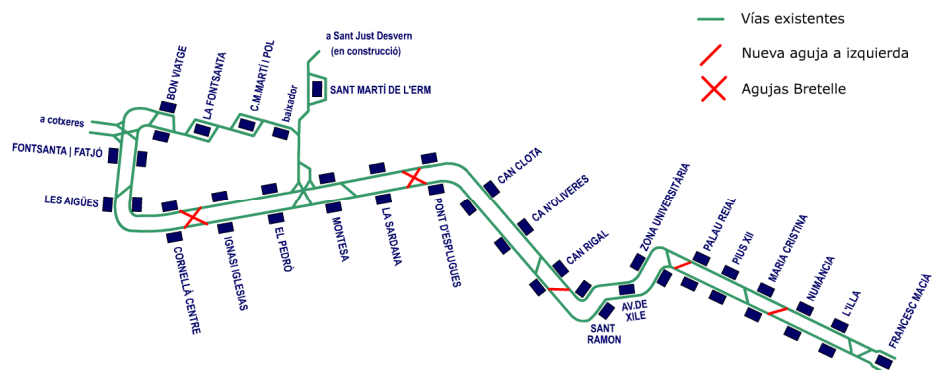 a Sant Just Desvern
(en construcció)
Vías existentes
Nueva aguja a izquierda
Agujas Bretelle
BON VIATGE
LA FONTSANTA
C.M.MARTÍ I POL
baixador
SANT MARTÍ DE L'ERM
a cotxeres
FONTSANTA | FATJÓ
LES AIGÜES
CORNELLÀ CENTRE
IGNASI IGLESIAS
EL PEDRÓ
MONTESA
LA SARDANA
PONT D'ESPLUGUES
CAN CLOTA
CA N'OLIVERES
CAN RIGAL
SANT
RAMON
AV.DE
XILE
ZONA UNIVERSITÀRIA
PALAU REIAL
PIUS XII
MARIA CRISTINA
NUMÀNCIA
L'ILLA
FRANCESC MACIÀ